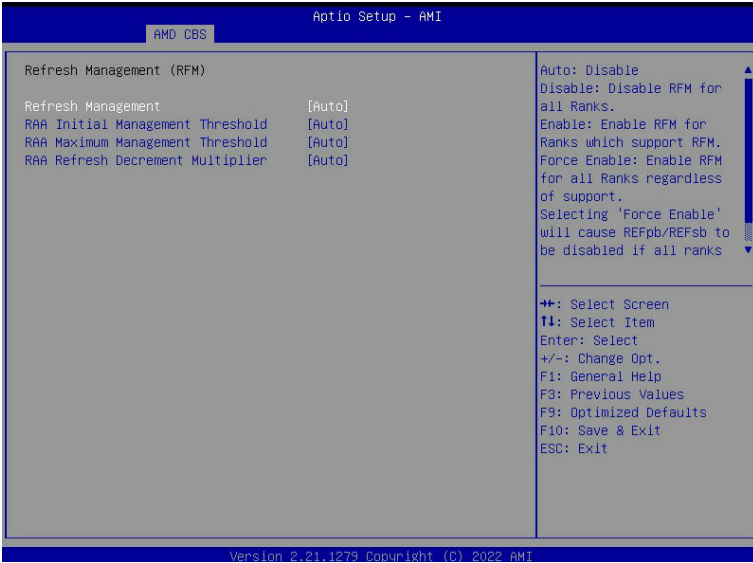 Aptio Setup – AMI
AMD CBS
Refresh Management (RFM)
Refresh Management [Auto]
RAA Initial Management Threshold [Auto]
RAA Maximum Management Threshold [Auto]
RAA Refresh Decrement Multiplier [Auto]
Auto: Disable
Disable: Disable RFM for
all Ranks.
Enable: Enable RFM for
Ranks which support RFM.
Force Enable: Enable RFM
for all Ranks regardless
of support.
Selecting 'Force Enable'
will cause REFpb/REFsb to
be disabled if all ranks
→←: Select Screen
↑↓: Select Item
Enter: Select
+/-: Change Opt.
F1: General Help
F3: Previous Values
F9: Optimized Defaults
F10: Save & Exit
ESC: Exit
Version 2.21.1279 Copyright (C) 2022 AMI